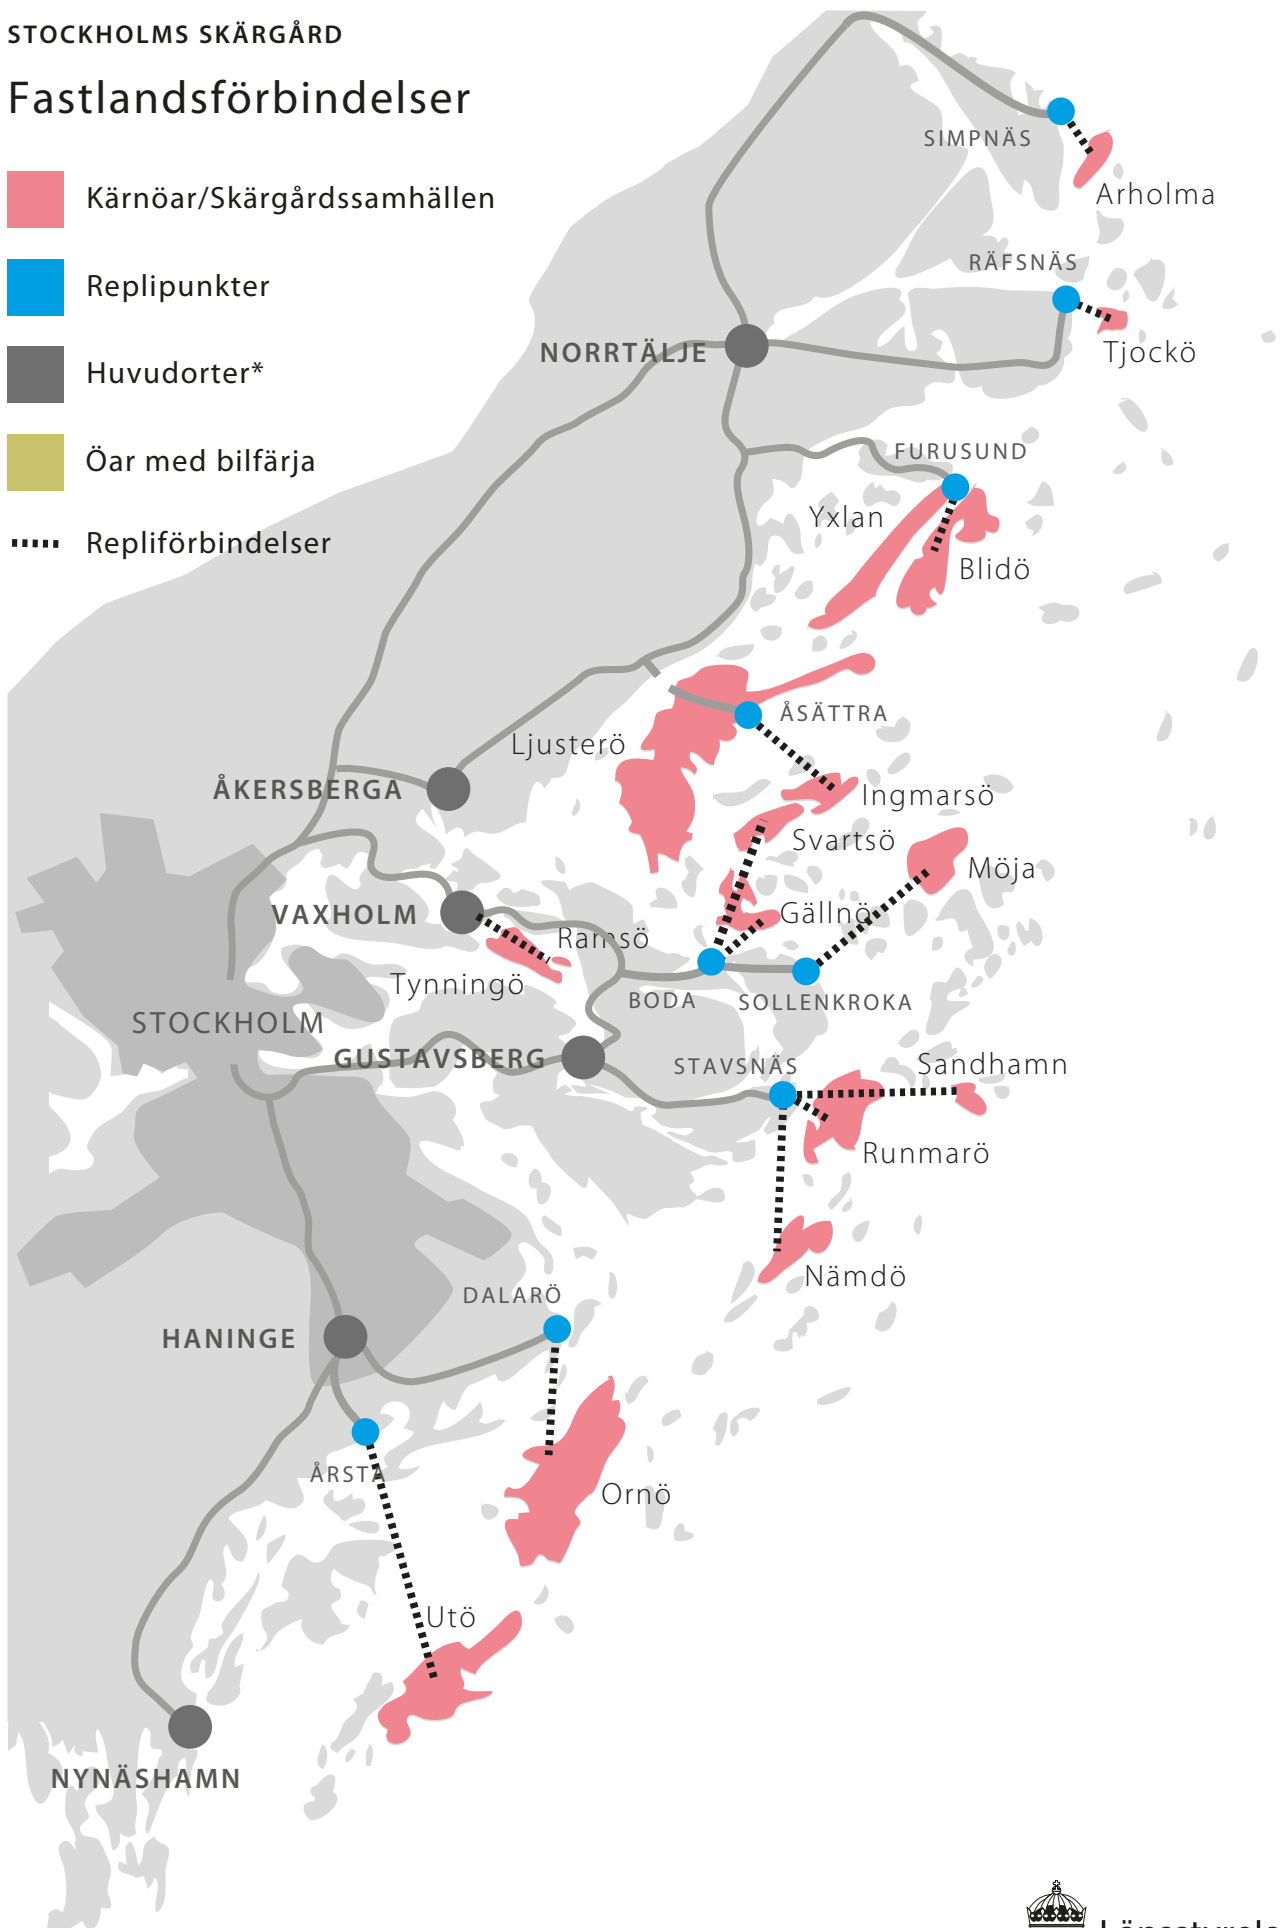 STOCKHOLMS SKÄRGÅRD
Fastlandsförbindelser
Kärnöar/Skärgårdssamhällen
Replipunkter
Huvudorter*
Öar med bilfärja
Repliförbindelser
SIMPNÄS
Arholma
RÄFSNÄS
NORRTÄLJE
Tjockö
FURUSUND
Yxlan
Blidö
ÅSÄTTRA
Ljusterö
ÅKERSBERGA
Ingmarsö
Svartsö
Möja
VAXHOLM
Gällnö
Ramsö
Tynningö
BODA
SOLLENKROKA
STOCKHOLM
GUSTAVSBERG
STAVSNÄS
Sandhamn
Runmarö
Nämdö
DALARÖ
HANINGE
ÅRSTA
Ornö
Utö
NYNÄSHAMN